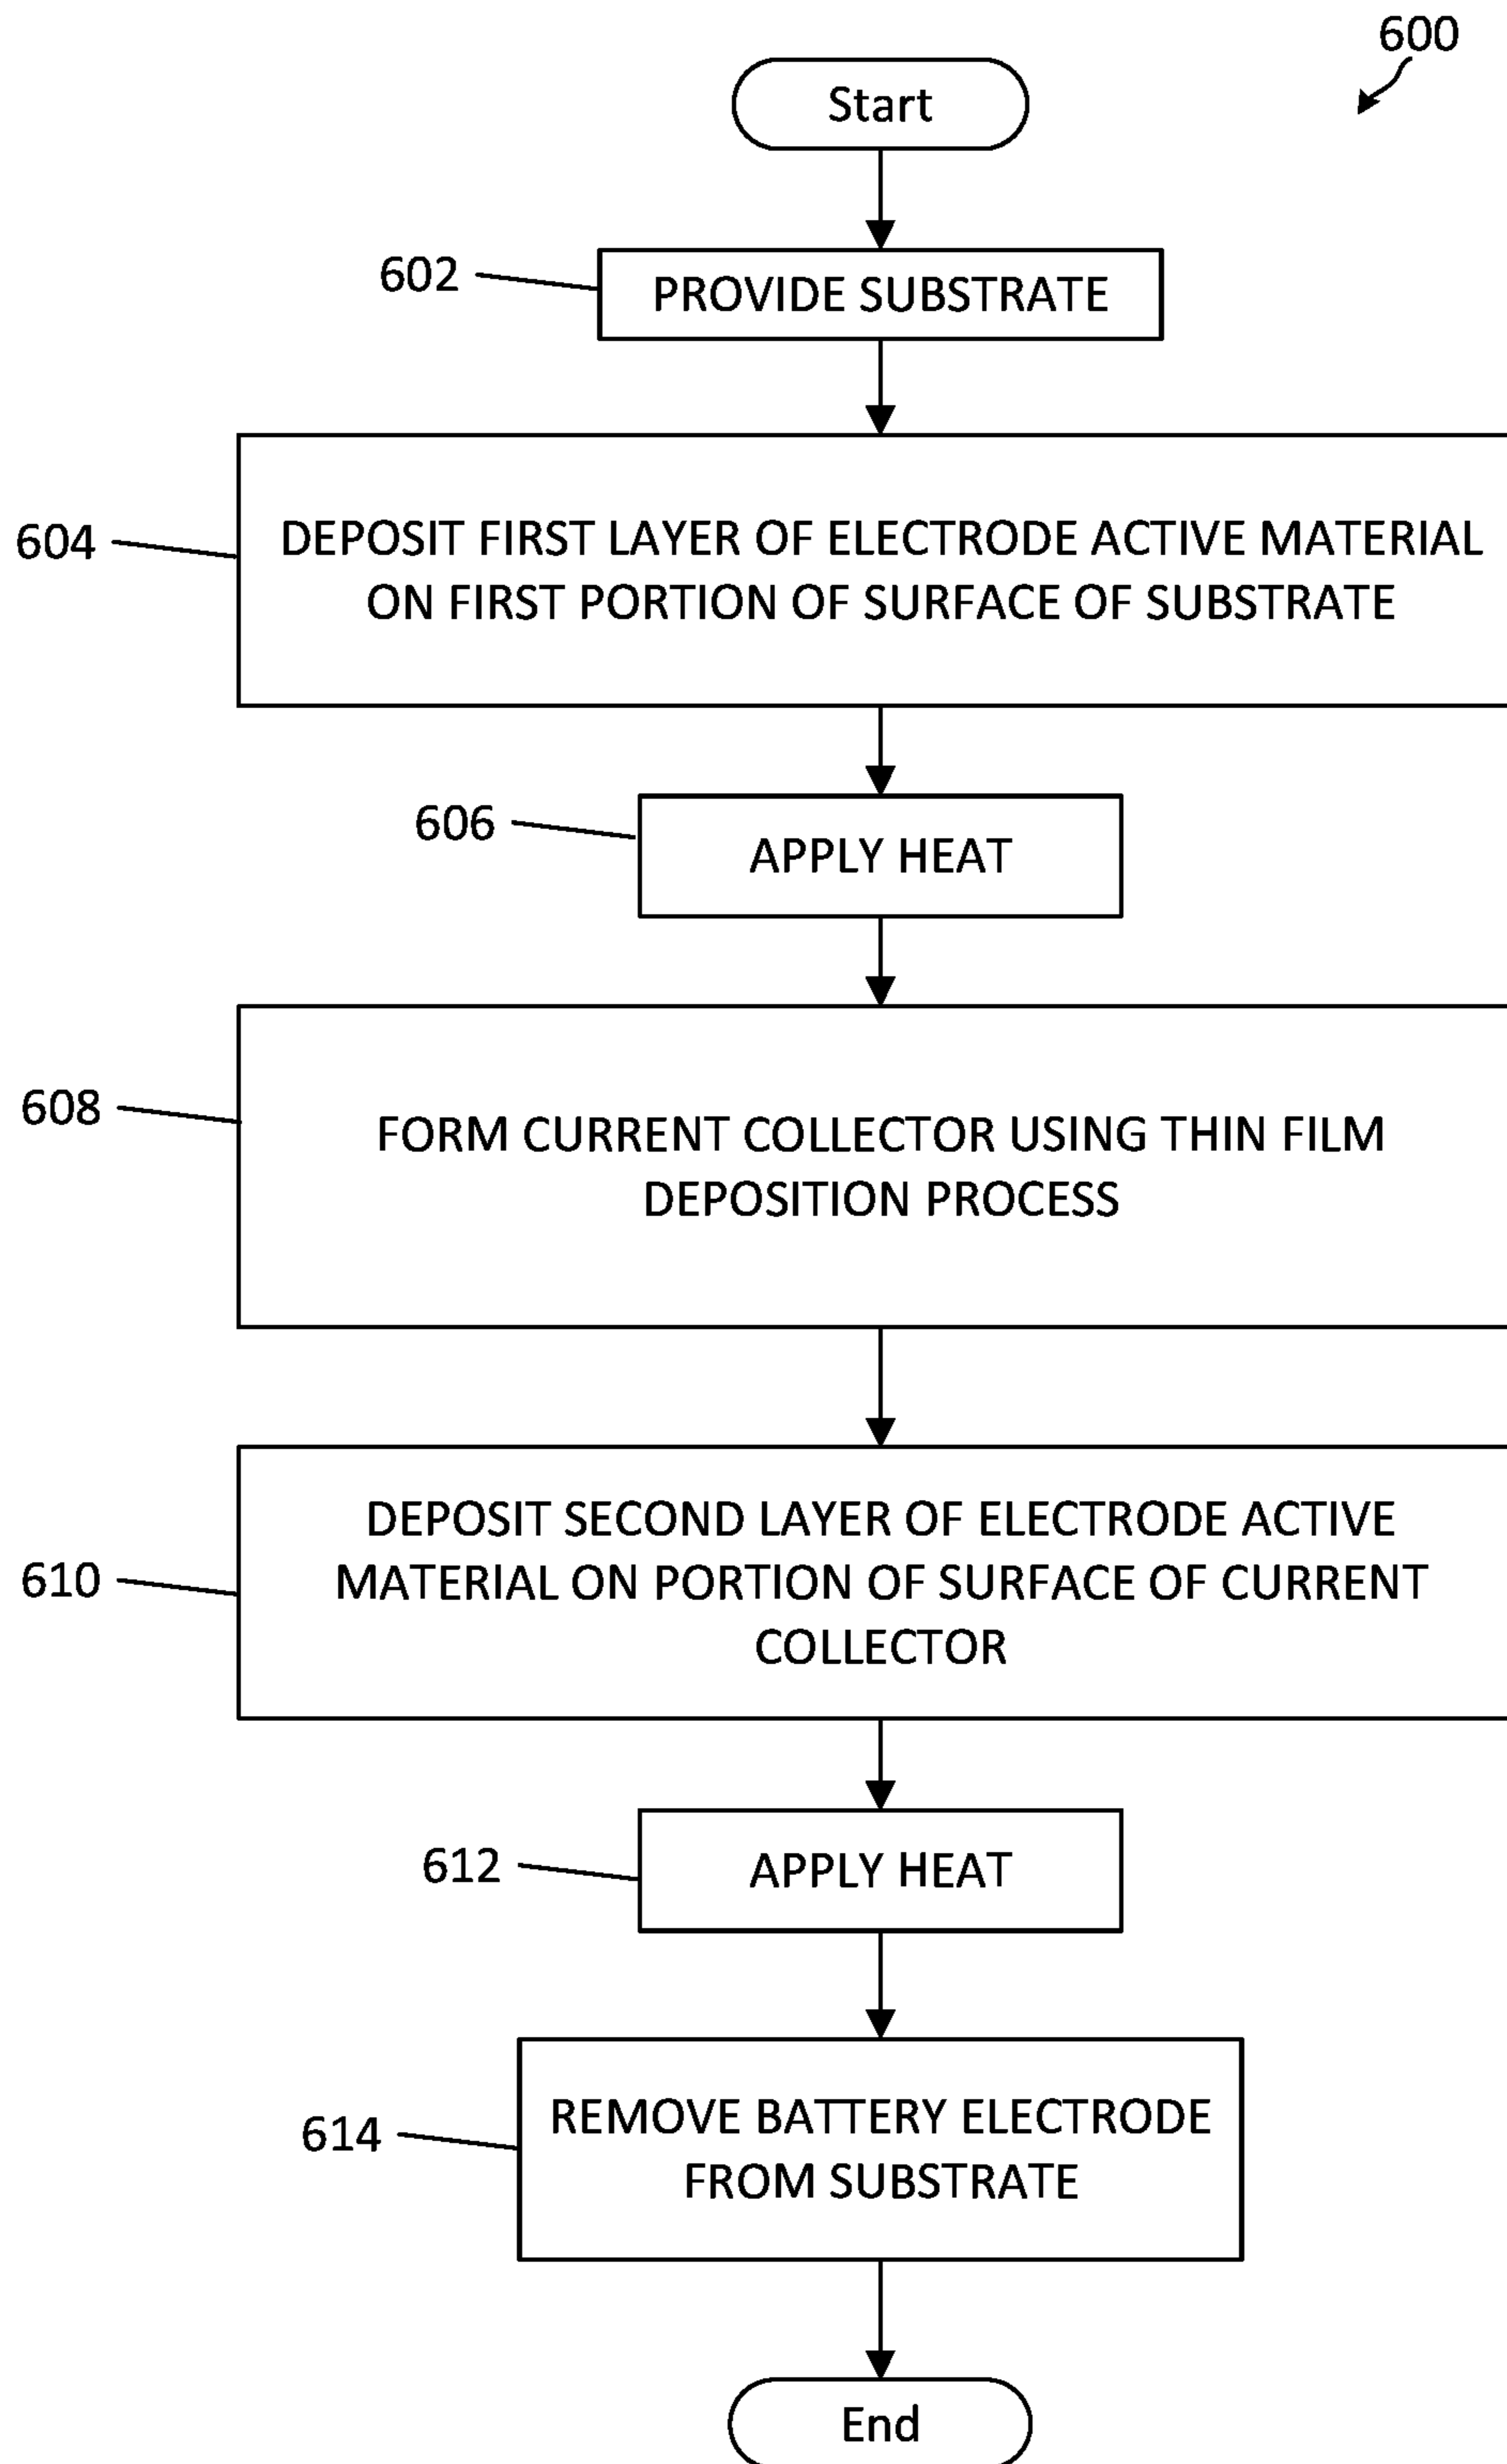 600
Start
602
PROVIDE SUBSTRATE
604
DEPOSIT FIRST LAYER OF ELECTRODE ACTIVE MATERIAL
ON FIRST PORTION OF SURFACE OF SUBSTRATE
606
APPLY HEAT
608
FORM CURRENT COLLECTOR USING THIN FILM
DEPOSITION PROCESS
610
DEPOSIT SECOND LAYER OF ELECTRODE ACTIVE
MATERIAL ON PORTION OF SURFACE OF CURRENT
COLLECTOR
612
APPLY HEAT
614
REMOVE BATTERY ELECTRODE
FROM SUBSTRATE
End